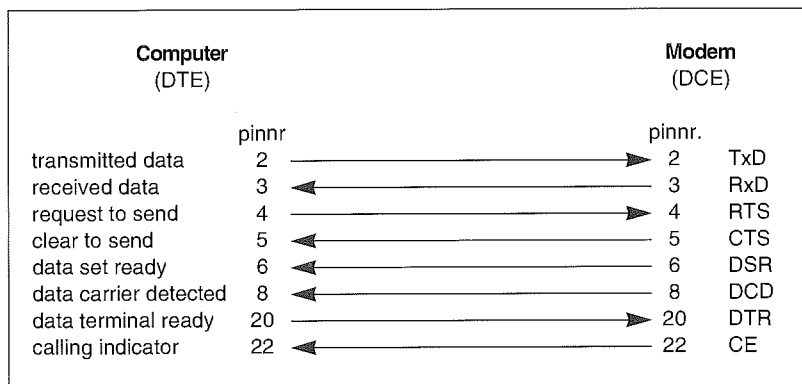 Computer Modem
(DTE) (DCE)
pinnr pinnr.
transmitted data 2 2 TxD
received data 3 3 RxD
request to send 4 4 RTS
clear to send 5 5 CTS
data set ready 6 6 DSR
data carrier detected 8 8 DCD
data terminal ready 20 20 DTR
calling indicator 22 22 CE